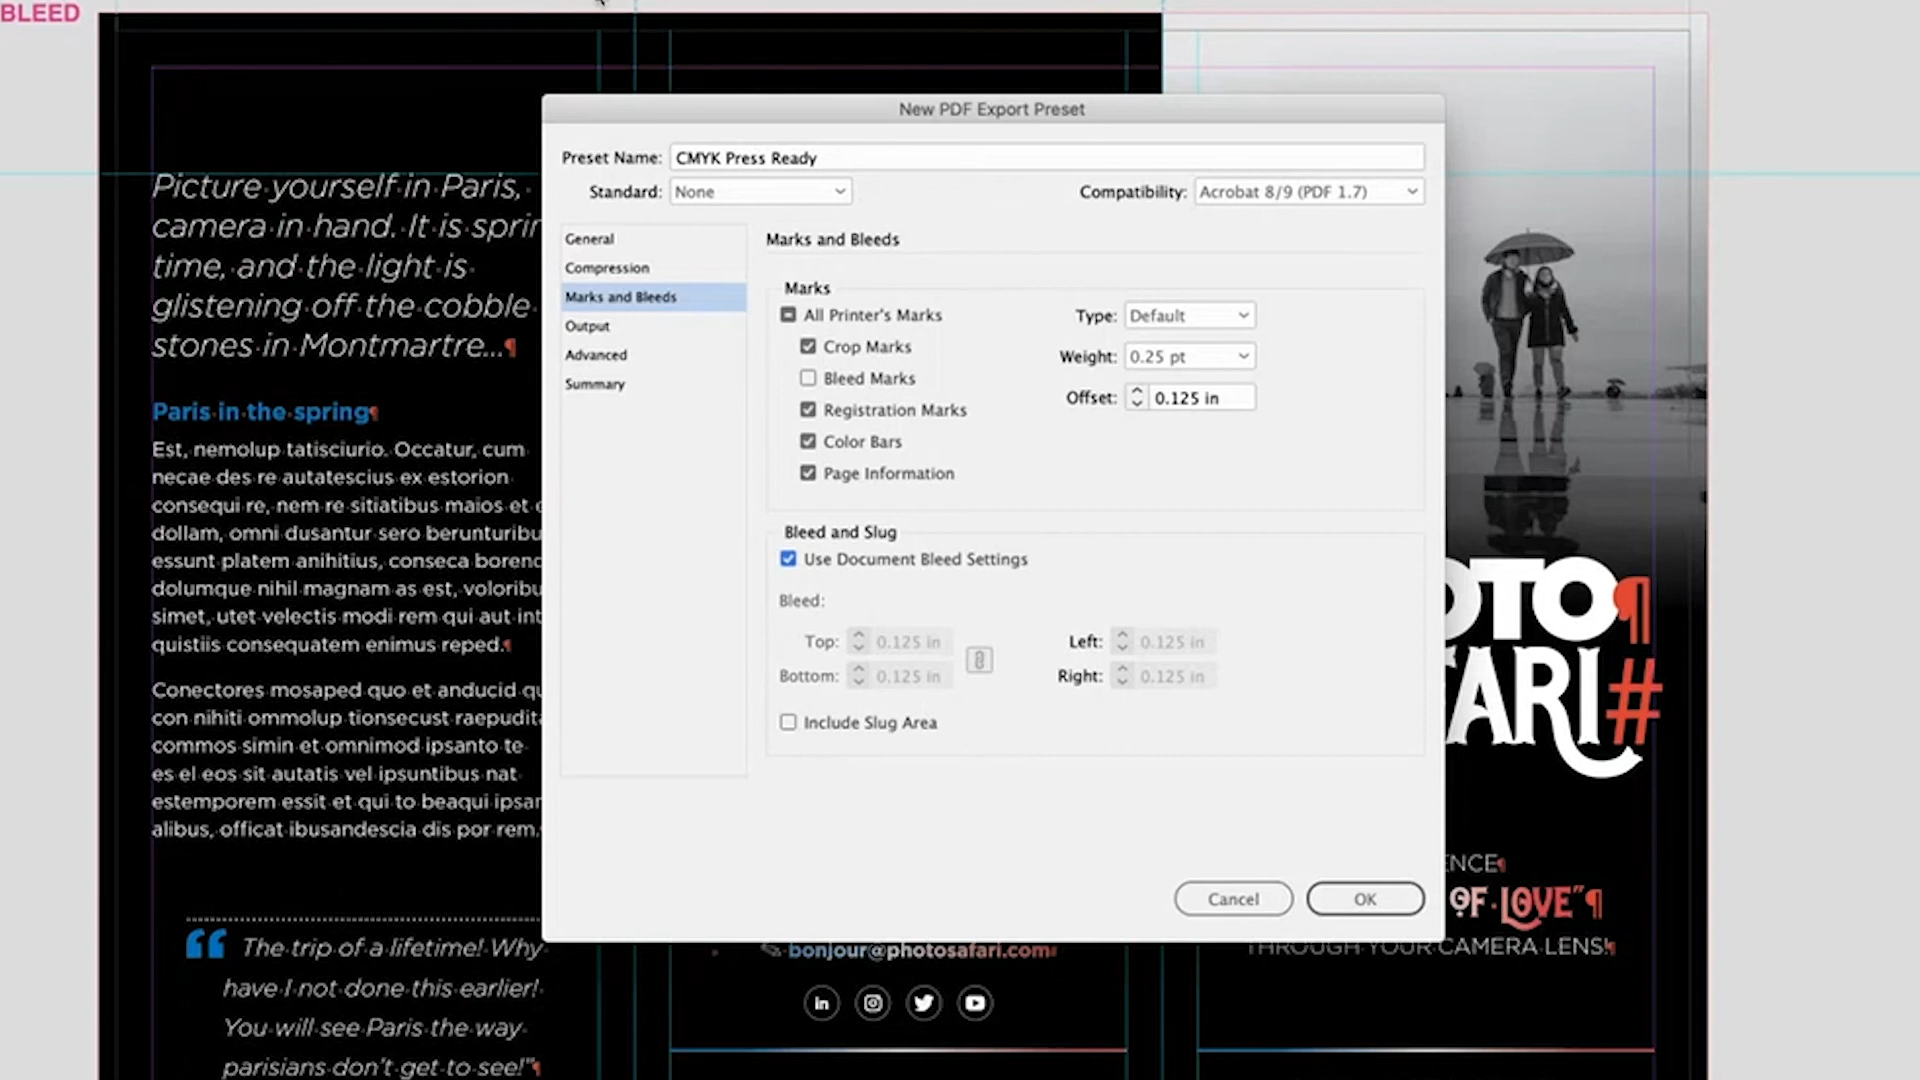 BLEED
New PDF Export Preset
Preset Name: CMYK Press Ready
Standard: None
Compatibility: Acrobat 8/9 (PDF 1.7)
General
Compression
Marks and Bleeds
Output
Advanced
Summary
Marks and Bleeds
Marks
All Printer's Marks
Crop Marks
Bleed Marks
Registration Marks
Color Bars
Page Information
Type: Default
Weight: 0.25 pt
Offset: 0.125 in
Bleed and Slug
Use Document Bleed Settings
Bleed:
Top: 0.125 in
Bottom: 0.125 in
Left: 0.125 in
Right: 0.125 in
Include Slug Area
Cancel
OK
Picture yourself in Paris,
camera in hand. It is sprin
time, and the light is
glistening off the cobble
stones in Montmartre...¶
Paris in the spring¶
Est, nemolup tatisciurio. Occatur, cum
necae des re autatescius ex estorion
consequi re, nem re sitiatibus maios et
dollam, omni dusantur sero berunturibu
essunt platem anihitius, conseca borend
dolumque nihil magnam as est, voloribu
simet, utet velectis modi rem qui aut int
quistiis consequatem enimus reped.¶
Conectores mosaped quo et anducid qu
con nihiti ommolup tionsecust raepudita
commos simin et omnimod ipsanto te
es el eos sit autatis vel ipsuntibus nat
estemporem essit et qui to beaqui ipsam
alibus, officat ibusandescia dis por rem.
“ The trip of a lifetime! Why
have I not done this earlier!
You will see Paris the way
parisians don't get to see!"¶
bonjour@photosafari.com¶
in
OTO¶
ARI#
ENCE¶
OF LOVE"¶
THROUGH YOUR CAMERA LENS!¶